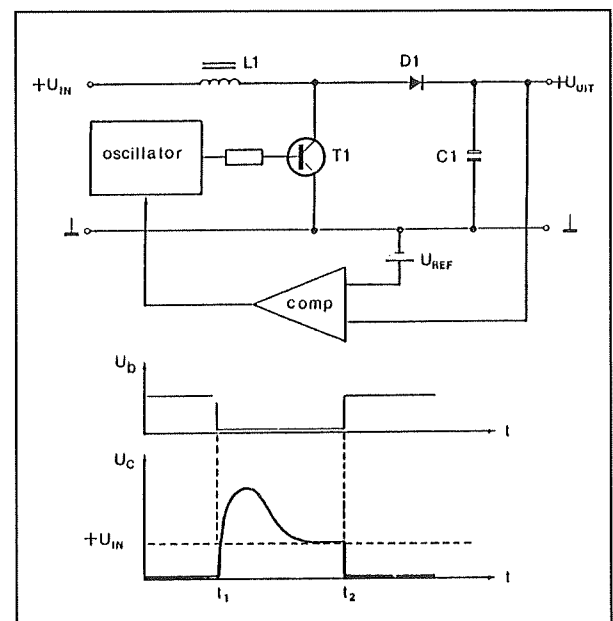 L1
D1
+U_IN
+U_UIT
oscillator
T1
C1
⊥
⊥
U_REF
comp
U_b
t
U_C
+U_IN
t_1
t_2
t